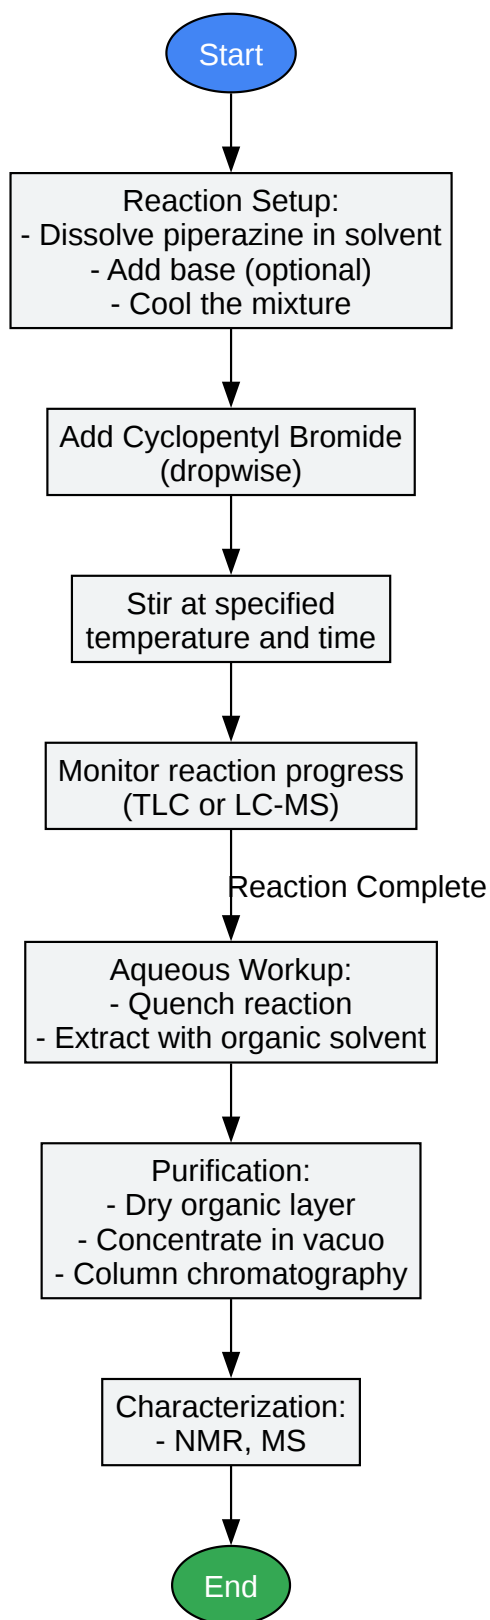 Start
Reaction Setup:
- Dissolve piperazine in solvent
- Add base (optional)
- Cool the mixture
Add Cyclopentyl Bromide
(dropwise)
Stir at specified
temperature and time
Monitor reaction progress
(TLC or LC-MS)
Reaction Complete
Aqueous Workup:
- Quench reaction
- Extract with organic solvent
Purification:
- Dry organic layer
- Concentrate in vacuo
- Column chromatography
Characterization:
- NMR, MS
End